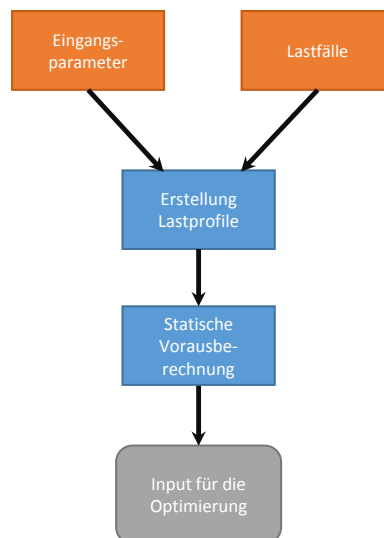 Eingangs-
parameter
Lastfälle
Erstellung
Lastprofile
Statische
Vorausbe-
rechnung
Input für die
Optimierung